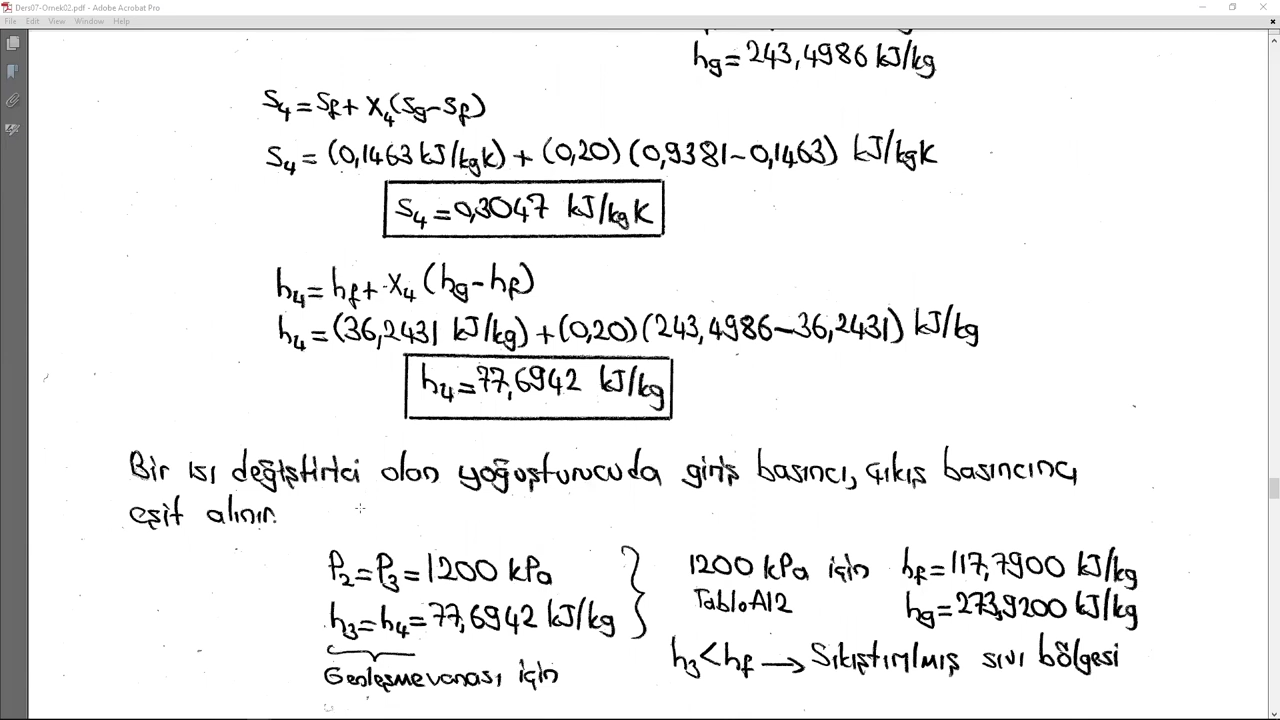 Ders07-Ornek02.pdf - Adobe Acrobat Pro
File Edit View Window Help
hg=243,4986 kJ/kg
S4=Sf+X4(Sg-Sf)
S4=(0,1463 kJ/kgK)+(0,20)(0,9381-0,1463) kJ/kgK
S4=0,3047 kJ/kgK
h4=hf+X4(hg-hf)
h4=(36,2431 kJ/kg)+(0,20)(243,4986-36,2431) kJ/kg
h4=77,6942 kJ/kg
Bir ısı değiştirici olan yoğuşturucuda giriş basıncı, çıkış basıncına
eşit alınır.
P2=P3=1200 kPa } 1200 kPa için hf=117,7900 kJ/kg
Tablo A12
h3=h4=77,6942 kJ/kg hg=273,9200 kJ/kg
h3<hf → Sıkıştırılmış sıvı bölgesi
Genleşme vanası için